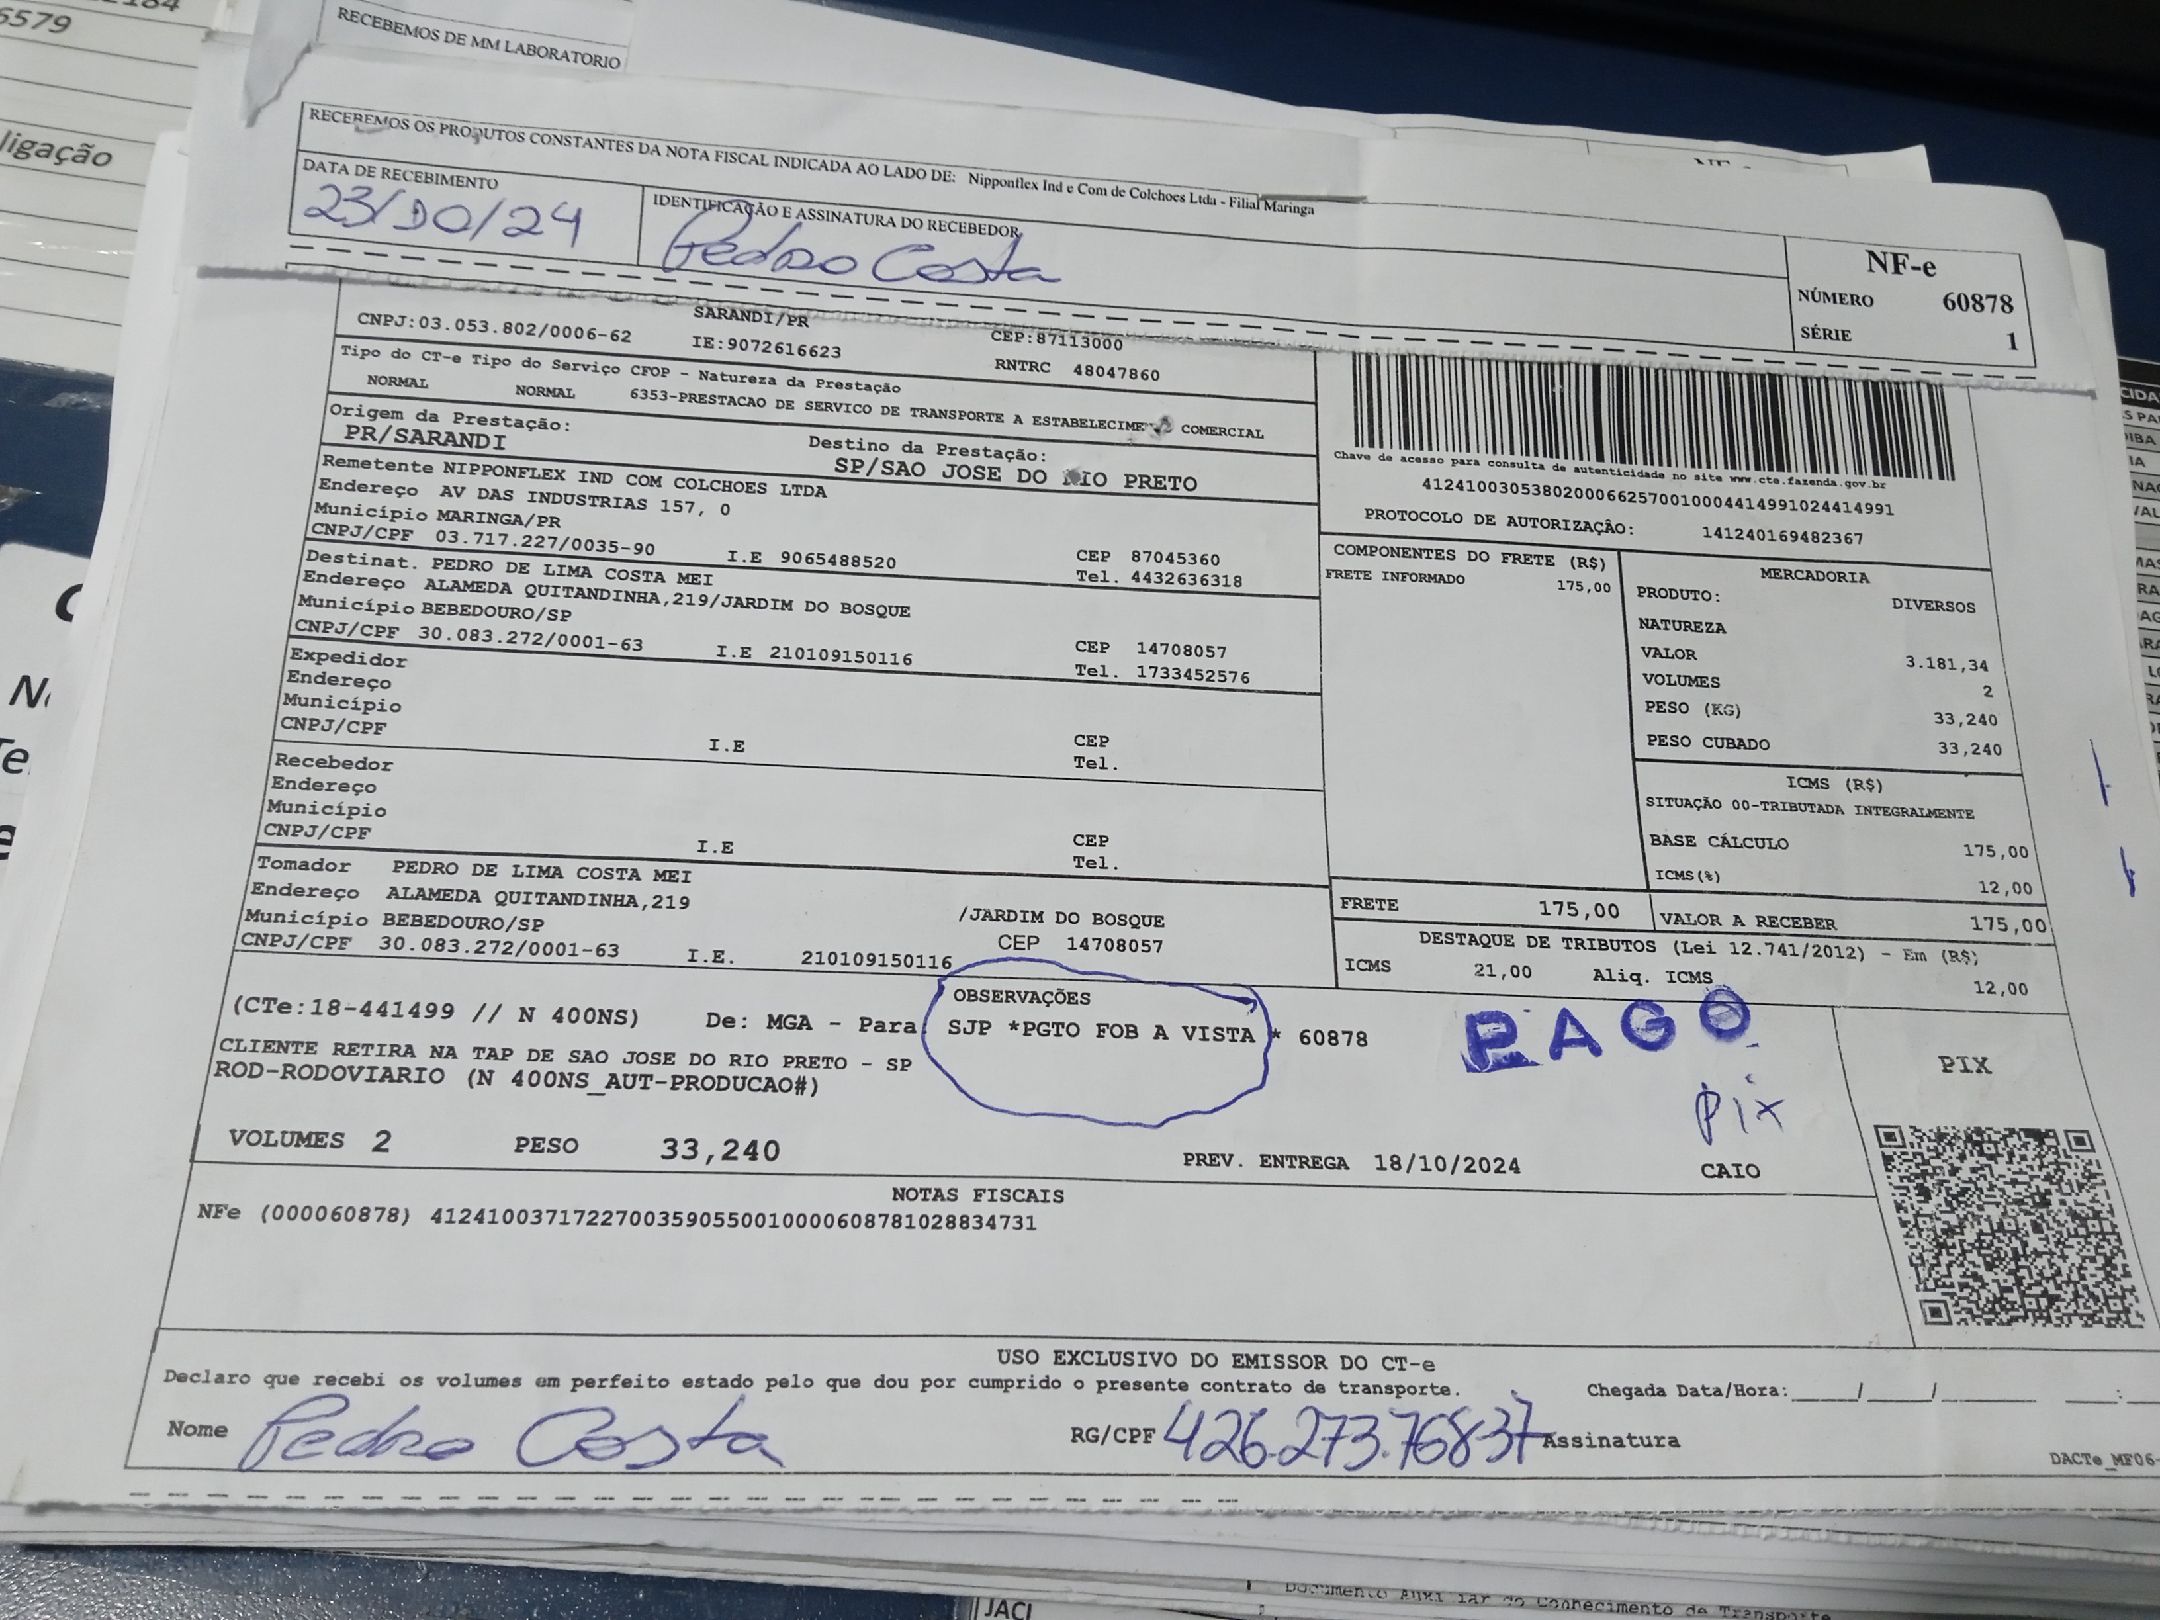 6579
ligação
RECEBEMOS DE MM LABORATORIO
RECEBEMOS OS PRODUTOS CONSTANTES DA NOTA FISCAL INDICADA AO LADO DE: Nipponflex Ind e Com de Colchoes Ltda - Filial Maringa
DATA DE RECEBIMENTO
23/10/24
IDENTIFICAÇÃO E ASSINATURA DO RECEBEDOR
Pedro Costa
NF-e
NÚMERO 60878
SÉRIE 1
SARANDI/PR CEP:87113000
CNPJ:03.053.802/0006-62 IE:9072616623 RNTRC 48047860
Tipo do CT-e Tipo do Serviço CFOP - Natureza da Prestação
NORMAL NORMAL 6353-PRESTACAO DE SERVICO DE TRANSPORTE A ESTABELECIME COMERCIAL
Origem da Prestação: Destino da Prestação:
PR/SARANDI SP/SAO JOSE DO RIO PRETO
Remetente NIPPONFLEX IND COM COLCHOES LTDA
Endereço AV DAS INDUSTRIAS 157, 0
Município MARINGA/PR CEP 87045360
CNPJ/CPF 03.717.227/0035-90 I.E 9065488520 Tel. 4432636318
Destinat. PEDRO DE LIMA COSTA MEI
Endereço ALAMEDA QUITANDINHA,219/JARDIM DO BOSQUE
Município BEBEDOURO/SP CEP 14708057
CNPJ/CPF 30.083.272/0001-63 I.E 210109150116 Tel. 1733452576
Expedidor
Endereço
Município CEP
CNPJ/CPF I.E Tel.
Recebedor
Endereço
Município CEP
CNPJ/CPF I.E Tel.
Tomador PEDRO DE LIMA COSTA MEI
Endereço ALAMEDA QUITANDINHA,219 /JARDIM DO BOSQUE
Município BEBEDOURO/SP CEP 14708057
CNPJ/CPF 30.083.272/0001-63 I.E. 210109150116
Chave de acesso para consulta de autenticidade no site www.cte.fazenda.gov.br
41241003053802000662570010004414991024414991
PROTOCOLO DE AUTORIZAÇÃO: 141240169482367
COMPONENTES DO FRETE (R$)
FRETE INFORMADO 175,00
MERCADORIA
PRODUTO: DIVERSOS
NATUREZA
VALOR 3.181,34
VOLUMES 2
PESO (KG) 33,240
PESO CUBADO 33,240
ICMS (R$)
SITUAÇÃO 00-TRIBUTADA INTEGRALMENTE
BASE CÁLCULO 175,00
ICMS(%) 12,00
FRETE 175,00 VALOR A RECEBER 175,00
DESTAQUE DE TRIBUTOS (Lei 12.741/2012) - Em (R$)
ICMS 21,00 Aliq. ICMS 12,00
OBSERVAÇÕES
(CTe:18-441499 // N 400NS) De: MGA - Para: SJP *PGTO FOB A VISTA * 60878
CLIENTE RETIRA NA TAP DE SAO JOSE DO RIO PRETO - SP
ROD-RODOVIARIO (N 400NS_AUT-PRODUCAO#)
PAGO
Pix
PIX
VOLUMES 2 PESO 33,240 PREV. ENTREGA 18/10/2024 CAIO
NOTAS FISCAIS
NFe (000060878) 41241003717227003590550010000608781028834731
USO EXCLUSIVO DO EMISSOR DO CT-e
Declaro que recebi os volumes em perfeito estado pelo que dou por cumprido o presente contrato de transporte. Chegada Data/Hora:____/____/____ ____:
Nome Pedro Costa RG/CPF 426.273.768-37 Assinatura
DACTe_MF06-
Documento Auxiliar do Conhecimento de Transporte
JACI